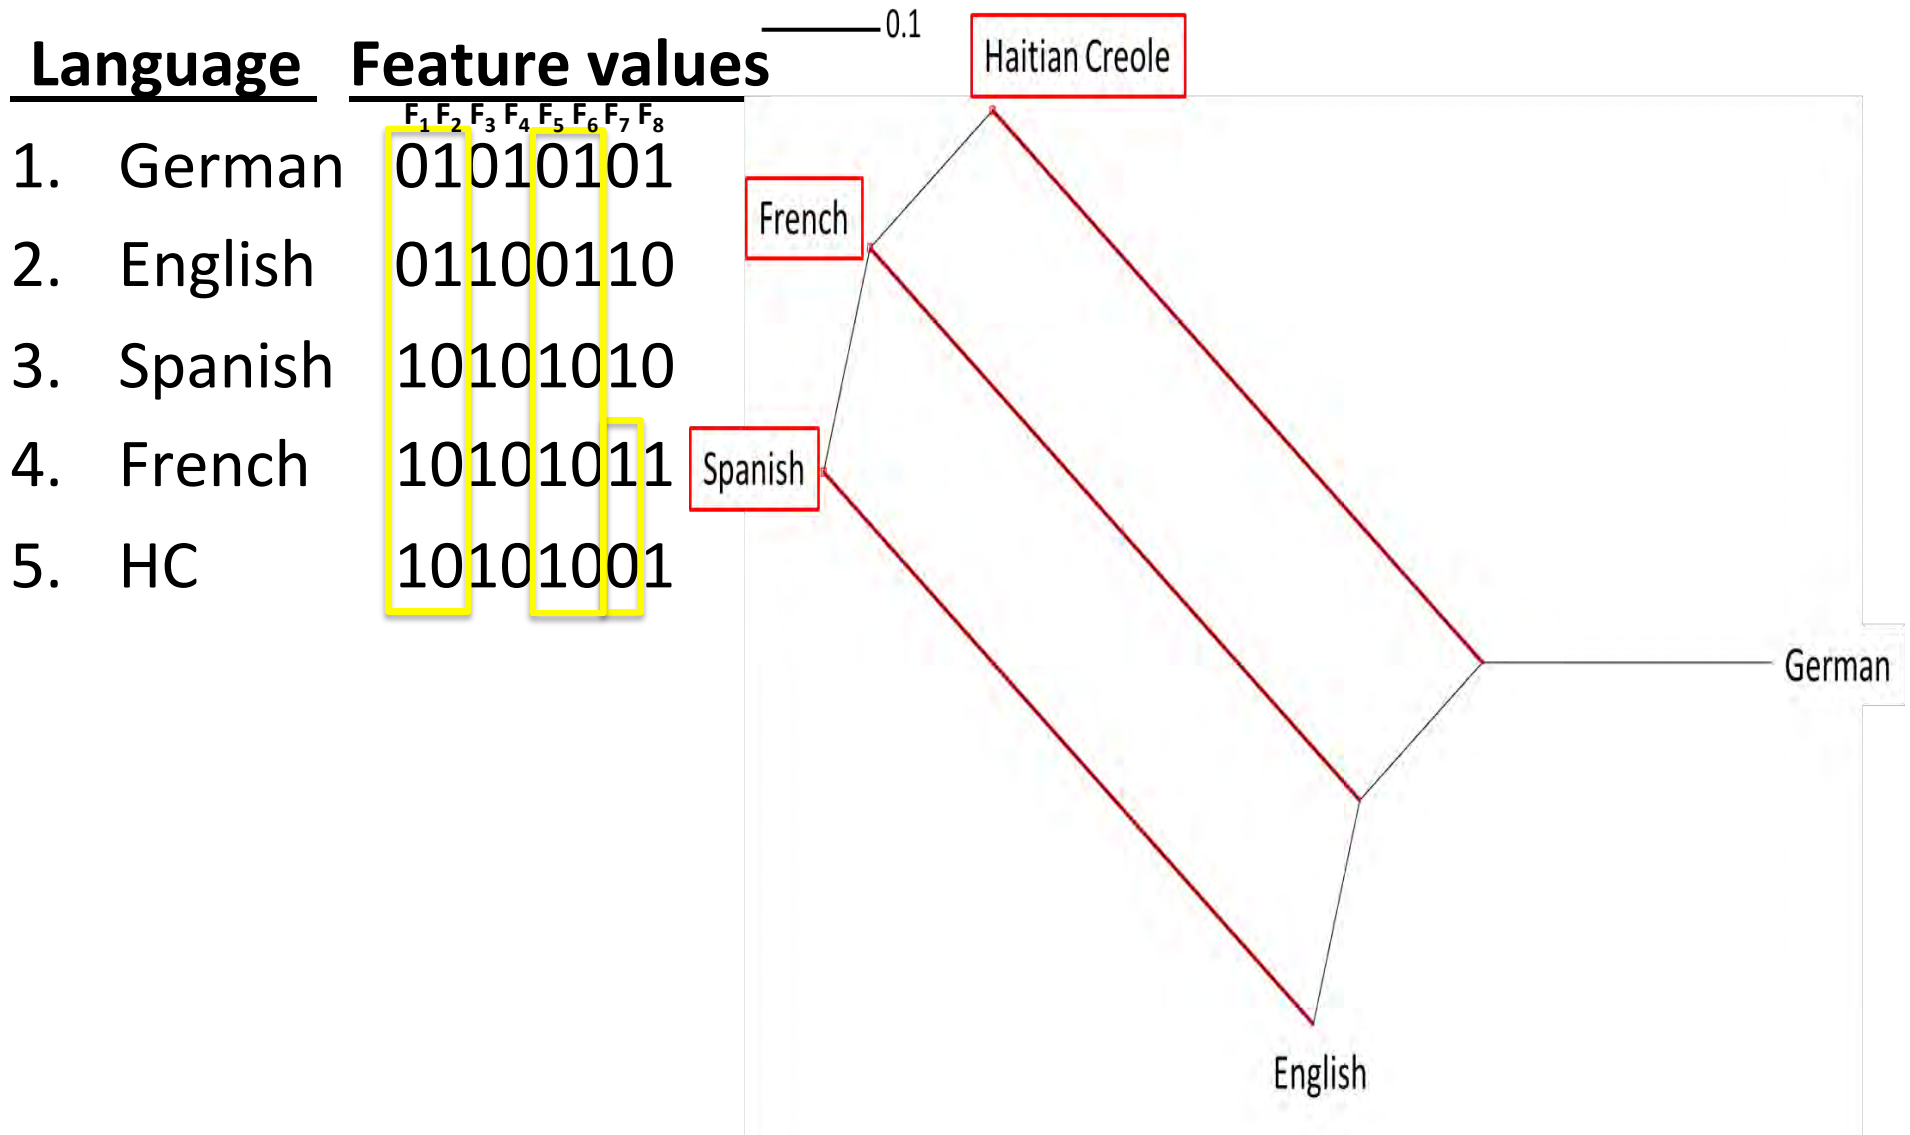 Language Feature values
F1 F2 F3 F4 F5 F6 F7 F8
1. German 01010101
2. English 01100110
3. Spanish 10101010
4. French 10101011
5. HC 10101001
0.1
Haitian Creole
French
Spanish
German
English